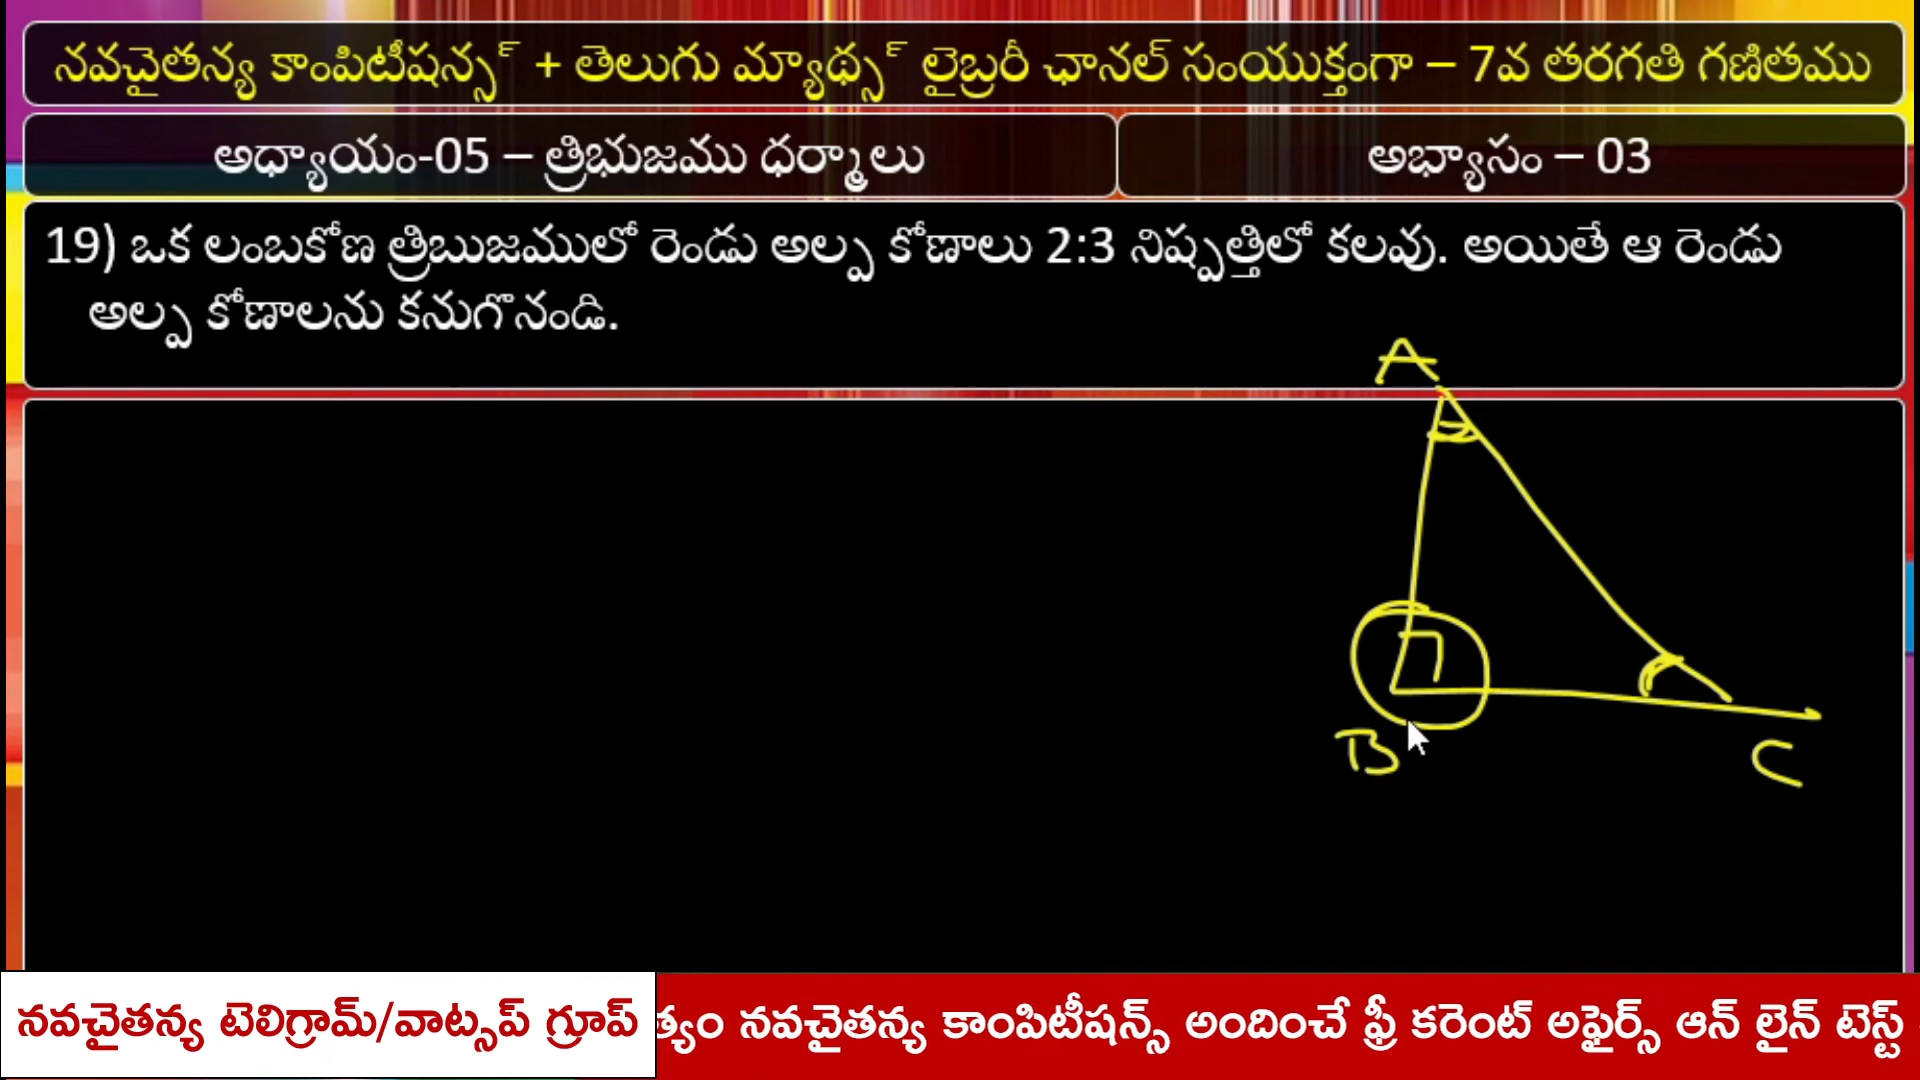 నవచైతన్య కాంపిటీషన్స్ + తెలుగు మ్యాథ్స్ లైబ్రరీ ఛానల్ సంయుక్తంగా – 7వ తరగతి గణితము
అధ్యాయం-05 – త్రిభుజము ధర్మాలు
అభ్యాసం – 03
19) ఒక లంబకోణ త్రిబుజములో రెండు అల్ప కోణాలు 2:3 నిష్పత్తిలో కలవు. అయితే ఆ రెండు
అల్ప కోణాలను కనుగొనండి.
A
B
C
నవచైతన్య టెలిగ్రామ్/వాట్సప్ గ్రూప్
నవచైతన్య కాంపిటీషన్స్ అందించే ఫ్రీ కరెంట్ అఫైర్స్ ఆన్ లైన్ టెస్ట్